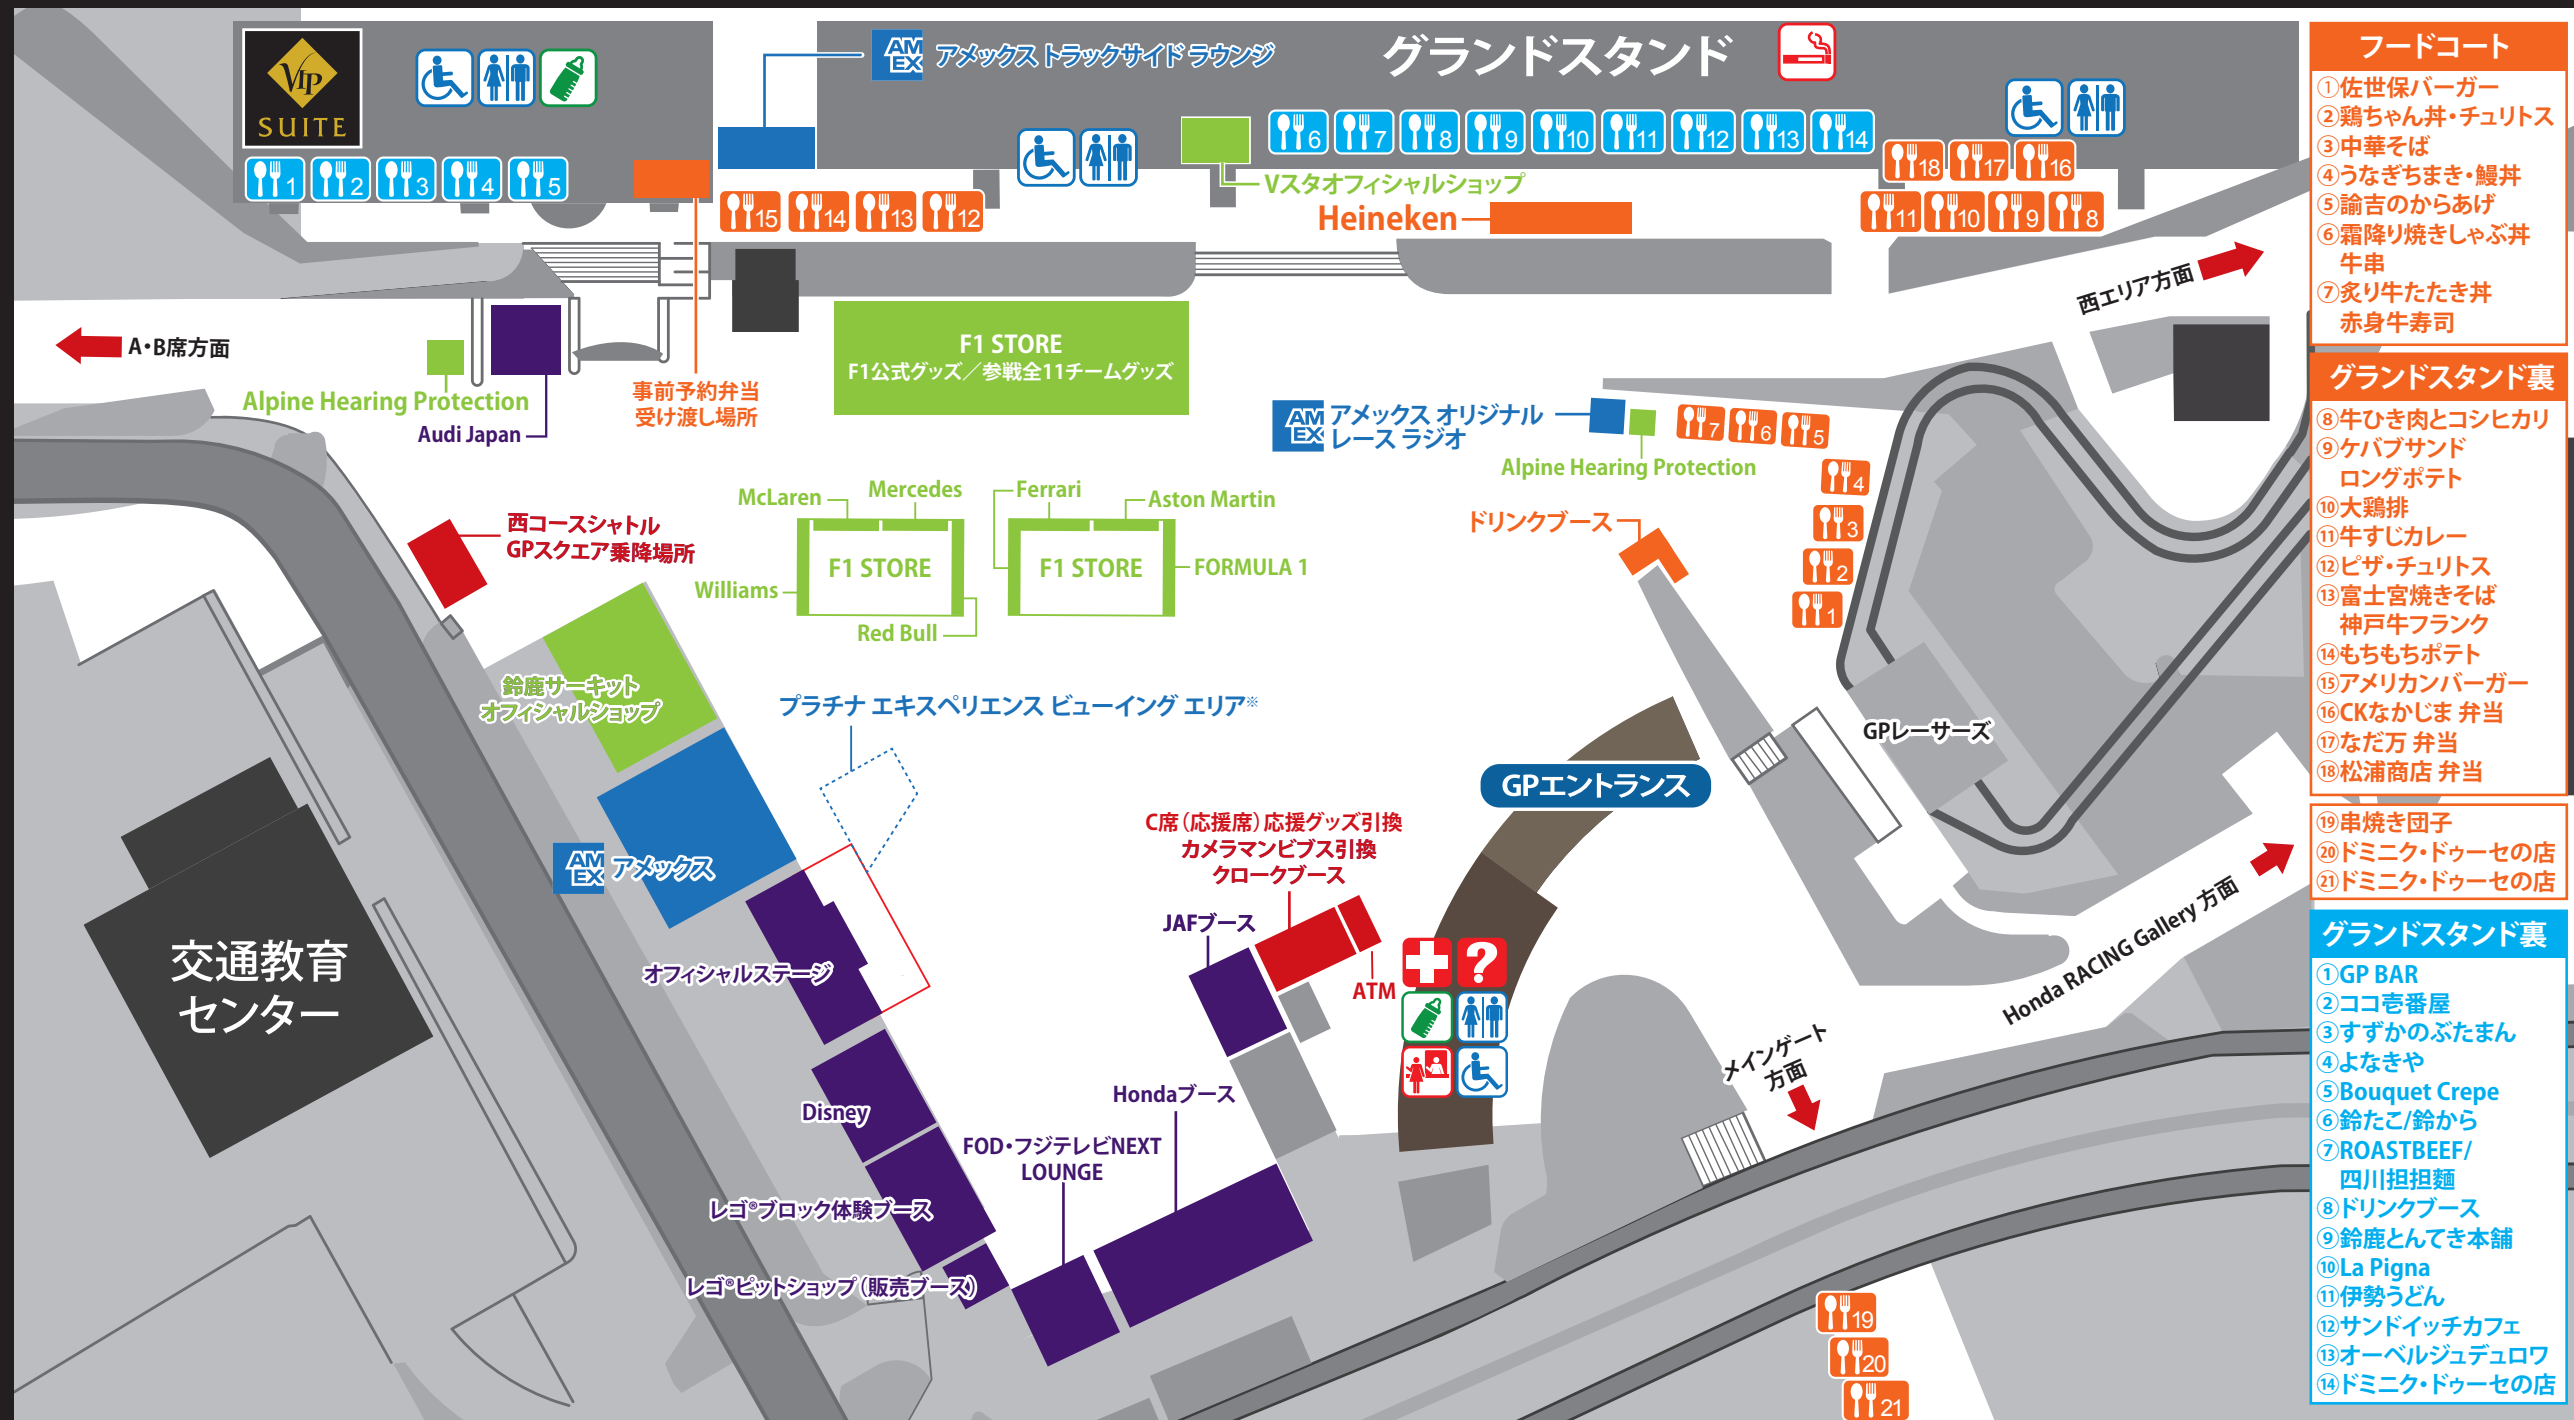 VIP
SUITE
AM
EX
アメックス トラックサイド ラウンジ
グランドスタンド
1
2
3
4
5
6
7
8
9
10
11
12
13
14
15
14
13
12
18
17
16
11
10
9
8
Vスタオフィシャルショップ
Heineken
西エリア方面
A・B席方面
Alpine Hearing Protection
Audi Japan
事前予約弁当
受け渡し場所
F1 STORE
F1公式グッズ／参戦全11チームグッズ
AM
EX
アメックス オリジナル
レース ラジオ
Alpine Hearing Protection
7
6
5
4
3
2
1
ドリンクブース
McLaren
Mercedes
Ferrari
Aston Martin
F1 STORE
F1 STORE
FORMULA 1
Williams
Red Bull
西コースシャトル
GPスクエア乗降場所
鈴鹿サーキット
オフィシャルショップ
プラチナ エキスペリエンス ビューイング エリア※
GPレーサーズ
GPエントランス
AM
EX
アメックス
C席（応援席）応援グッズ引換
カメラマンビブス引換
クロークブース
JAFブース
ATM
?
交通教育
センター
オフィシャルステージ
Honda RACING Gallery 方面
メインゲート
方面
Disney
Hondaブース
FOD・フジテレビNEXT
LOUNGE
レゴ®ブロック体験ブース
レゴ®ピットショップ（販売ブース）
19
20
21
フードコート
①佐世保バーガー
②鶏ちゃん丼・チュリトス
③中華そば
④うなぎちまき・鰻丼
⑤諭吉のからあげ
⑥霜降り焼きしゃぶ丼
牛串
⑦炙り牛たたき丼
赤身牛寿司
グランドスタンド裏
⑧牛ひき肉とコシヒカリ
⑨ケバブサンド
ロングポテト
⑩大鶏排
⑪牛すじカレー
⑫ピザ・チュリトス
⑬富士宮焼きそば
神戸牛フランク
⑭もちもちポテト
⑮アメリカンバーガー
⑯CKなかじま 弁当
⑰なだ万 弁当
⑱松浦商店 弁当
⑲串焼き団子
⑳ドミニク・ドゥーセの店
㉑ドミニク・ドゥーセの店
グランドスタンド裏
①GP BAR
②ココ壱番屋
③すずかのぶたまん
④よなきや
⑤Bouquet Crepe
⑥鈴たこ/鈴から
⑦ROASTBEEF/
四川担担麺
⑧ドリンクブース
⑨鈴鹿とんてき本舗
⑩La Pigna
⑪伊勢うどん
⑫サンドイッチカフェ
⑬オーベルジュデュロワ
⑭ドミニク・ドゥーセの店